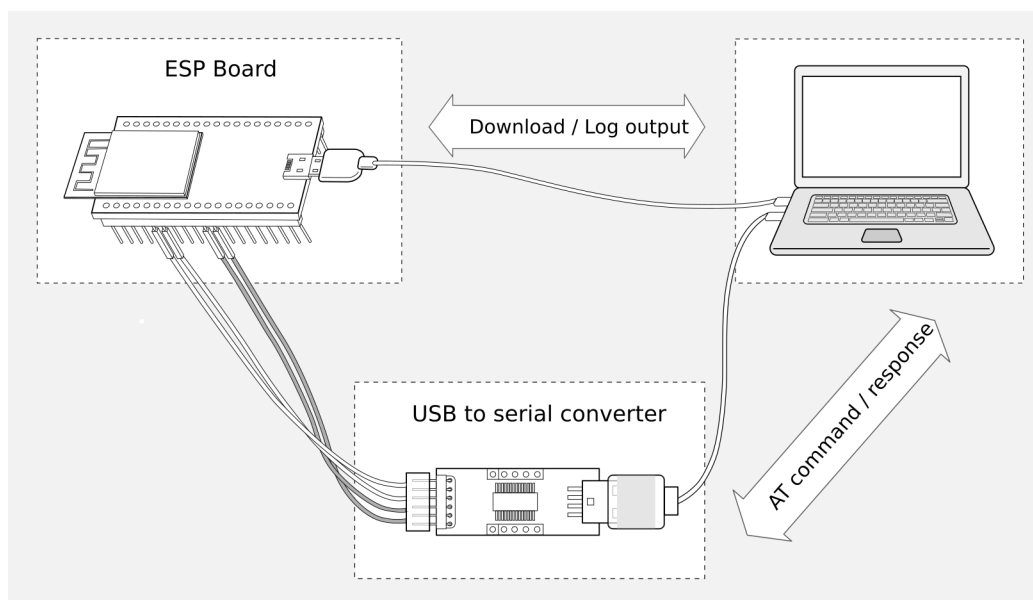 ESP Board
Download / Log output
USB to serial converter
AT command / response